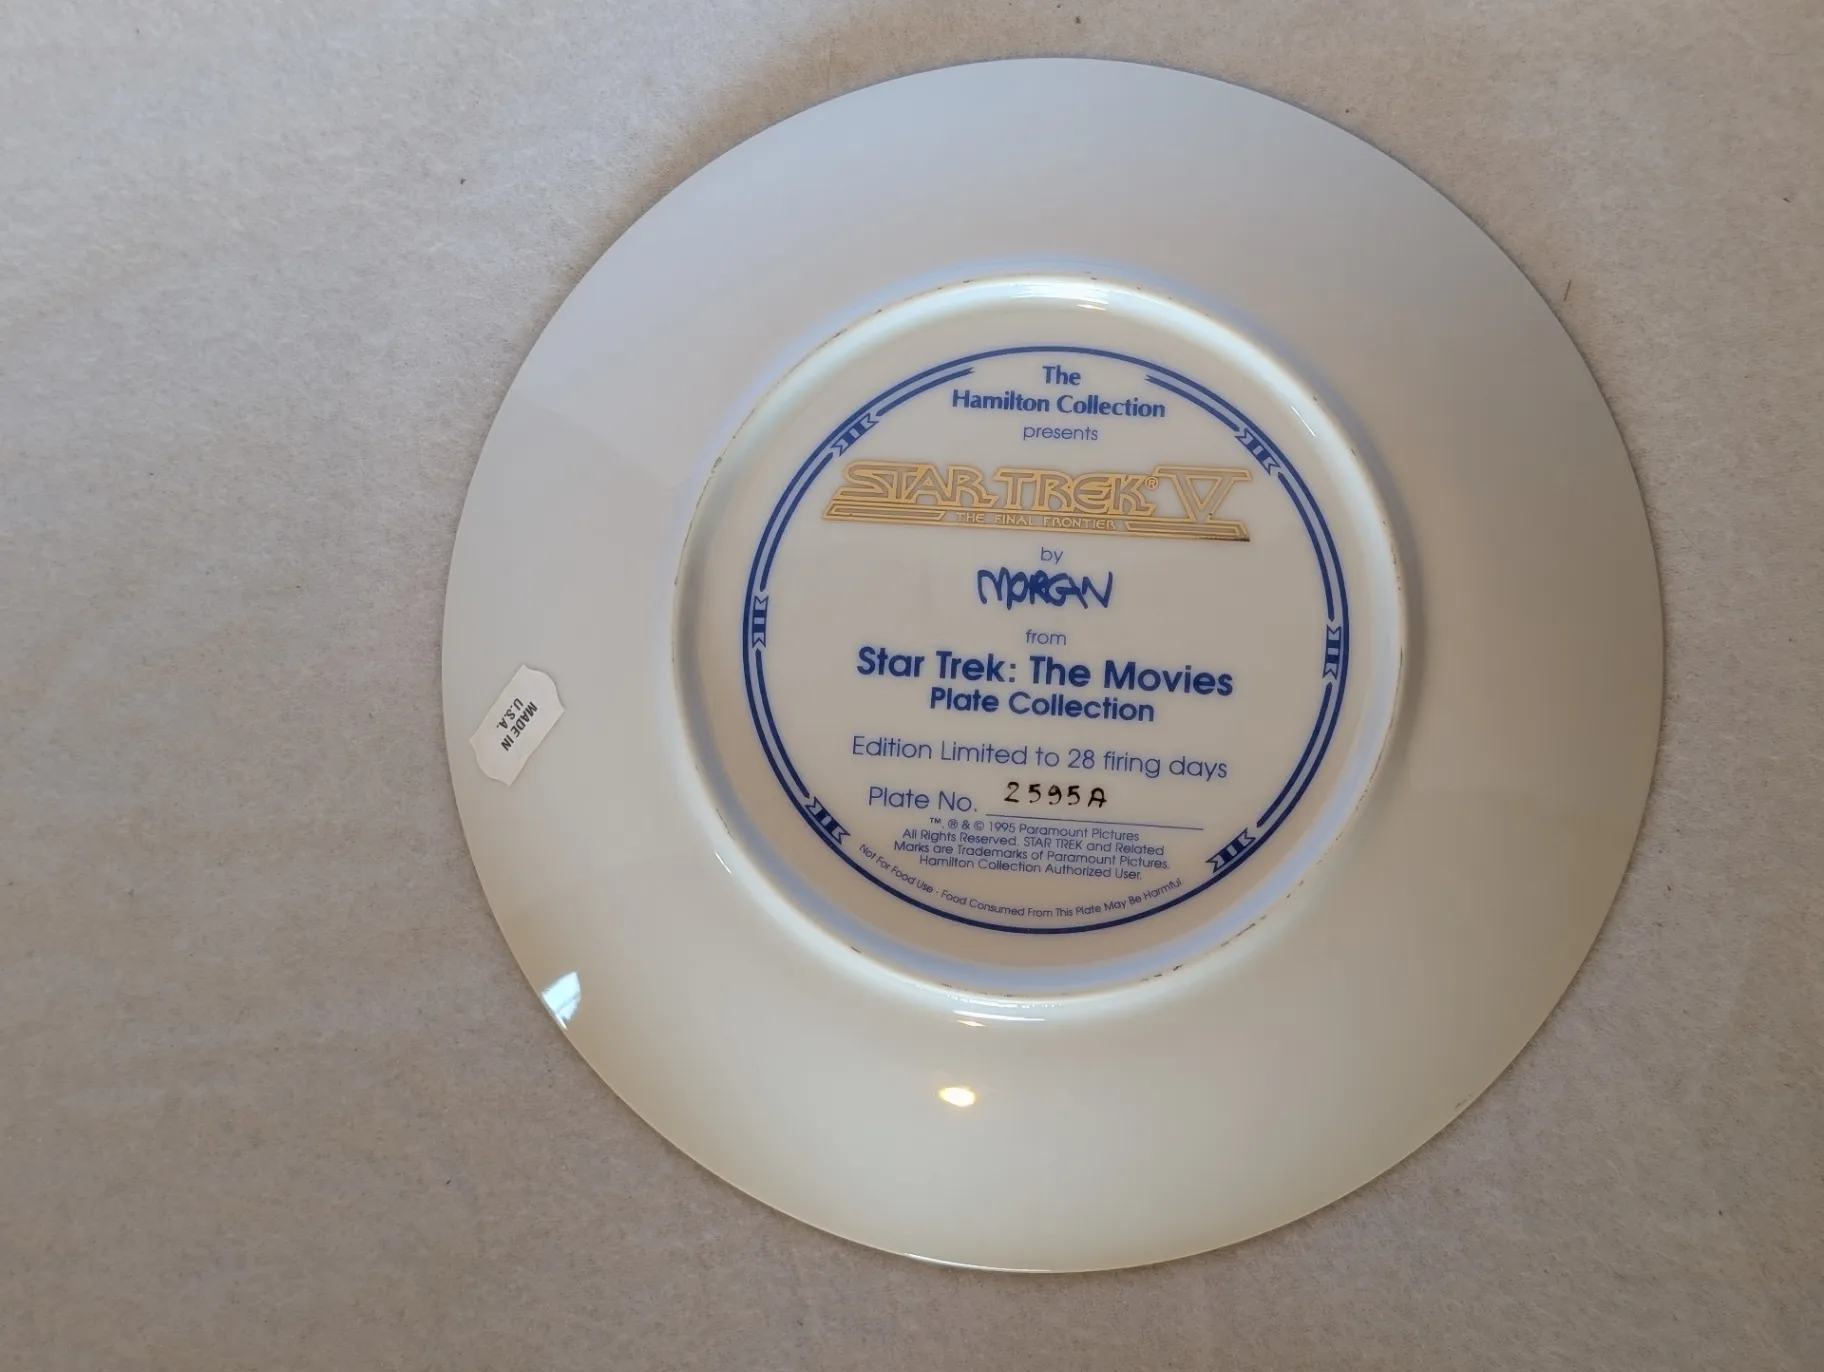 The
Hamilton Collection
presents
STAR TREK® V
THE FINAL FRONTIER
by
MORGAN
from
Star Trek: The Movies
Plate Collection
Edition Limited to 28 firing days
Plate No. 2595A
™, ® & © 1995 Paramount Pictures
All Rights Reserved. STAR TREK and Related
Marks are Trademarks of Paramount Pictures.
Hamilton Collection Authorized User.
Not For Food Use - Food Consumed From This Plate May Be Harmful
MADE IN
U.S.A.